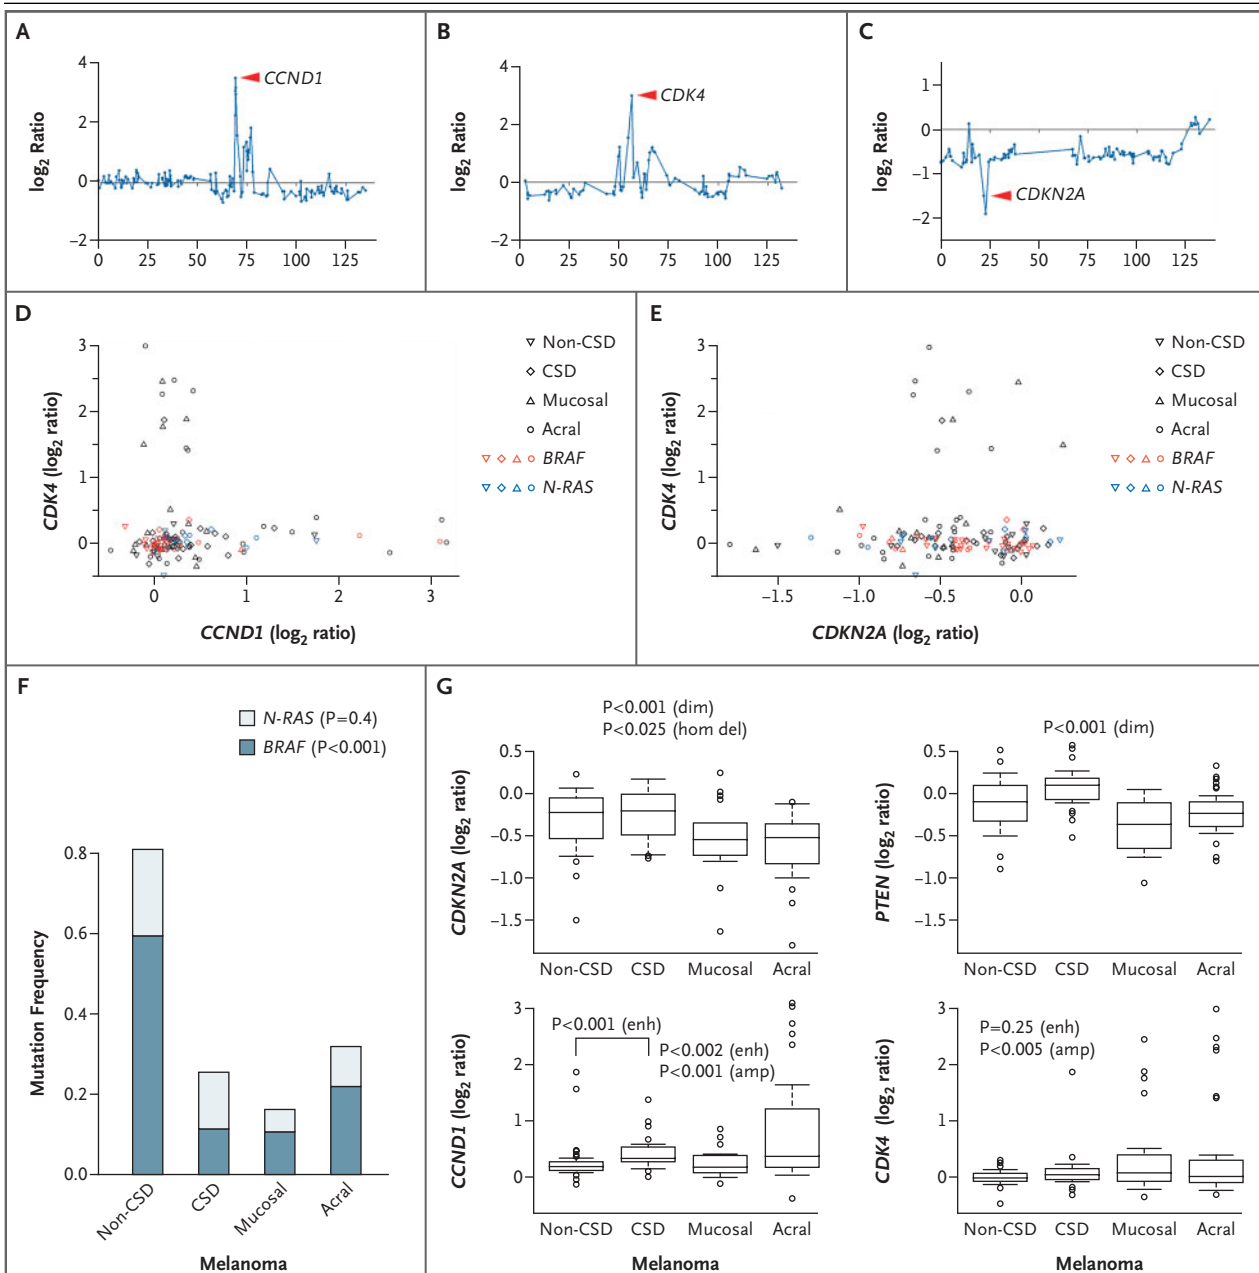 A
4
CCND1
2
log2 Ratio
0
−2
0 25 50 75 100 125
B
4
CDK4
2
log2 Ratio
0
−2
0 25 50 75 100 125
C
1
0
log2 Ratio
−1
CDKN2A
−2
0 25 50 75 100 125
D
3
2
1
0
CDK4 (log2 ratio)
0 1 2 3
CCND1 (log2 ratio)
Non-CSD
CSD
Mucosal
Acral
BRAF
N-RAS
E
3
2
1
0
CDK4 (log2 ratio)
−1.5 −1.0 −0.5 0.0
CDKN2A (log2 ratio)
Non-CSD
CSD
Mucosal
Acral
BRAF
N-RAS
F
N-RAS (P=0.4)
BRAF (P<0.001)
0.8
0.6
0.4
0.2
0.0
Mutation Frequency
Non-CSD CSD Mucosal Acral
Melanoma
G
P<0.001 (dim)
P<0.025 (hom del)
0.5
0.0
−0.5
−1.0
−1.5
CDKN2A (log2 ratio)
Non-CSD CSD Mucosal Acral
P<0.001 (dim)
0.5
0.0
−0.5
−1.0
−1.5
PTEN (log2 ratio)
Non-CSD CSD Mucosal Acral
3
P<0.001 (enh)
P<0.002 (enh)
P<0.001 (amp)
2
1
0
CCND1 (log2 ratio)
Non-CSD CSD Mucosal Acral
Melanoma
3
P=0.25 (enh)
P<0.005 (amp)
2
1
0
CDK4 (log2 ratio)
Non-CSD CSD Mucosal Acral
Melanoma